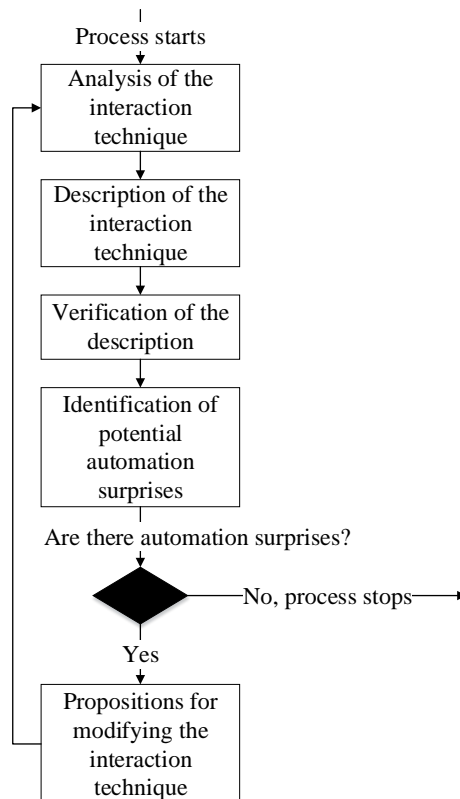 Process starts
Analysis of the
interaction
technique
Description of the
interaction
technique
Verification of the
description
Identification of
potential
automation
surprises
Are there automation surprises?
No, process stops
Yes
Propositions for
modifying the
interaction
technique